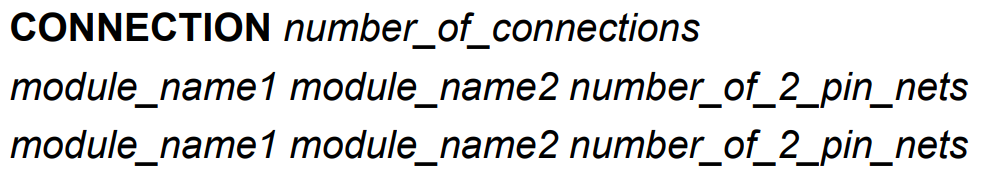 CONNECTION number_of_connections
module_name1 module_name2 number_of_2_pin_nets
module_name1 module_name2 number_of_2_pin_nets